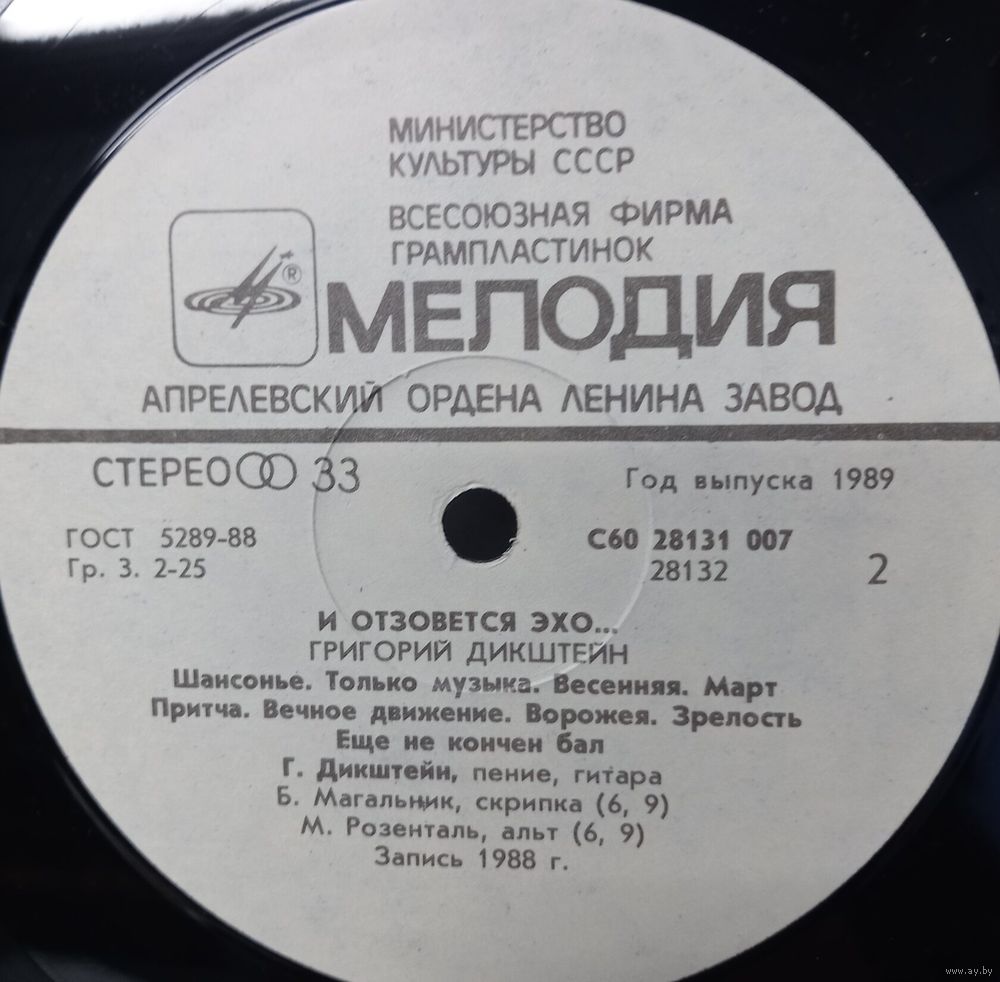 МИНИСТЕРСТВО
КУЛЬТУРЫ СССР
ВСЕСОЮЗНАЯ ФИРМА
ГРАМПЛАСТИНОК
®
МЕЛОДИЯ
АПРЕЛЕВСКИЙ ОРДЕНА ЛЕНИНА ЗАВОД
СТЕРЕО 33
Год выпуска 1989
ГОСТ 5289-88
Гр. 3. 2-25
С60 28131 007
28132
2
И ОТЗОВЕТСЯ ЭХО...
ГРИГОРИЙ ДИКШТЕЙН
Шансонье. Только музыка. Весенняя. Март
Притча. Вечное движение. Ворожея. Зрелость
Еще не кончен бал
Г. Дикштейн, пение, гитара
Б. Магальник, скрипка (6, 9)
М. Розенталь, альт (6, 9)
Запись 1988 г.
www.ay.by